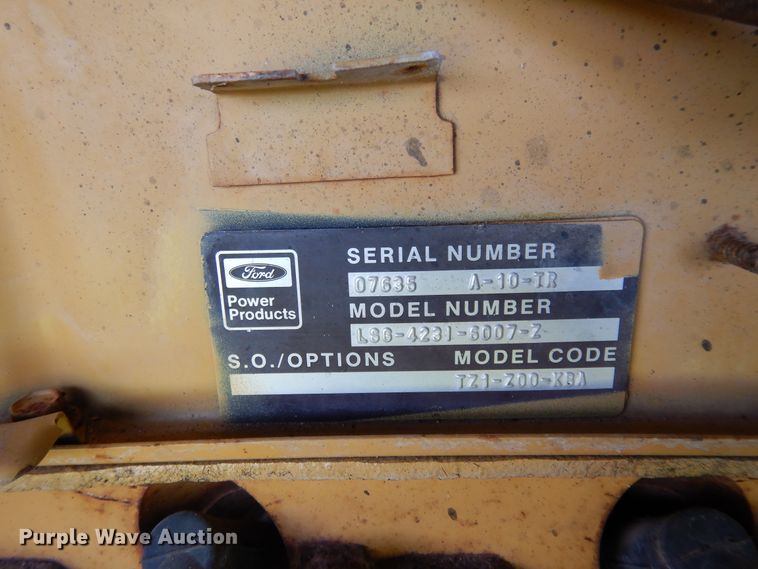 Ford
Power
Products
SERIAL NUMBER
07635 A-10-TR
MODEL NUMBER
LSG-4231-6007-Z
S.O./OPTIONS MODEL CODE
TZ1-Z00-KBA
Purple Wave Auction